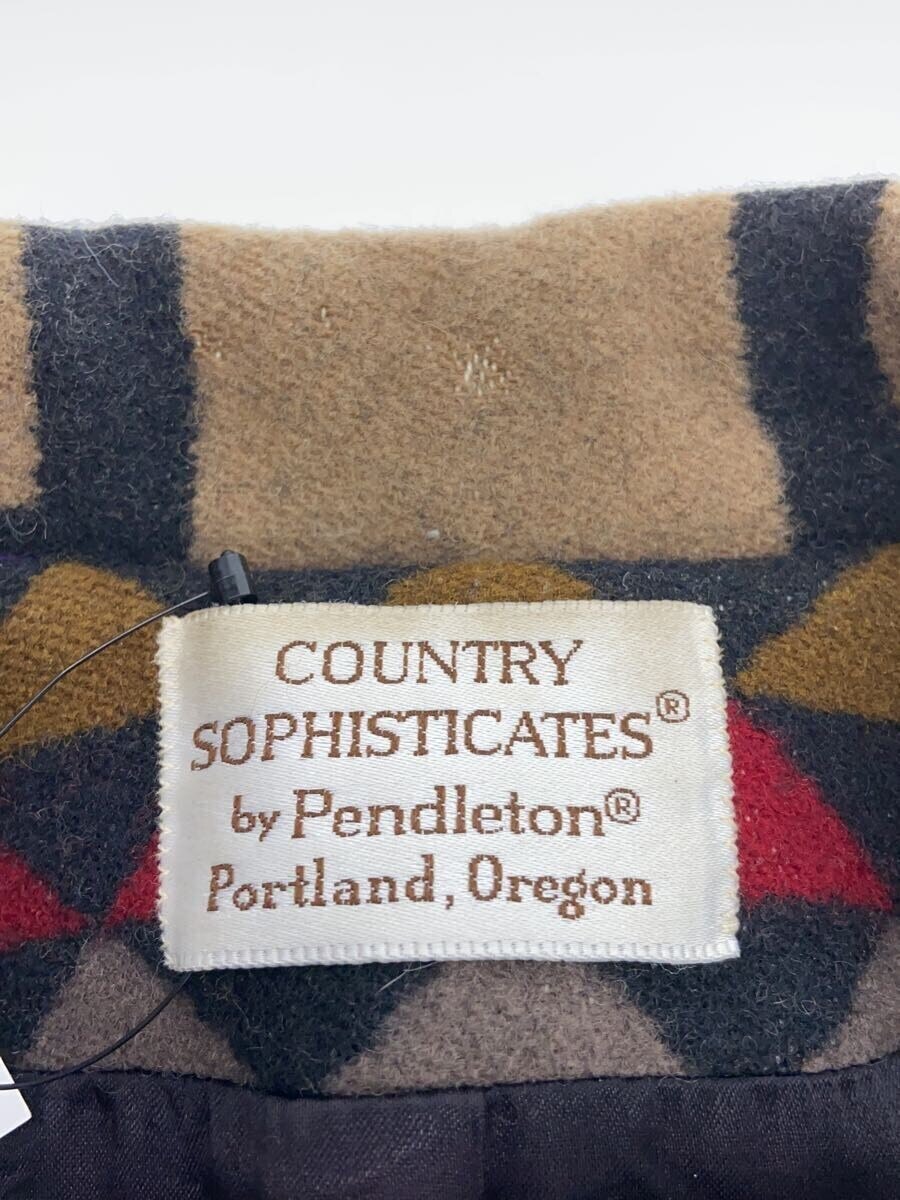 COUNTRY
SOPHISTICATES®
by Pendleton®
Portland, Oregon